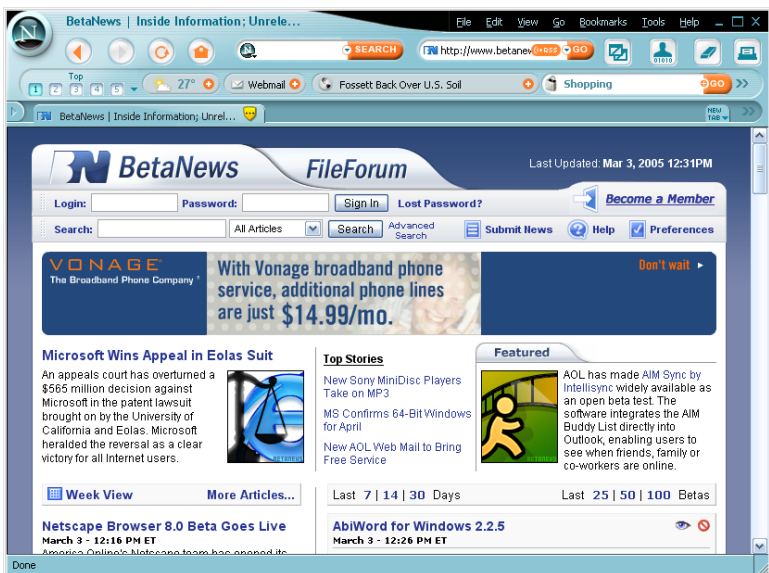 BetaNews | Inside Information; Unrele...
File Edit View Go Bookmarks Tools Help
SEARCH
http://www.betanew
RSS
GO
01010
Top
1 2 3 4 5
27°
Webmail
Fossett Back Over U.S. Soil
Shopping
GO
BetaNews | Inside Information; Unrel...
NEW TAB
BetaNews
FileForum
Last Updated: Mar 3, 2005 12:31PM
Login:
Password:
Sign In
Lost Password?
Become a Member
Search:
All Articles
Search
Advanced Search
Submit News
Help
Preferences
VONAGE
The Broadband Phone Company
With Vonage broadband phone
service, additional phone lines
are just $14.99/mo.
Don't wait
Microsoft Wins Appeal in Eolas Suit
An appeals court has overturned a
$565 million decision against
Microsoft in the patent lawsuit
brought on by the University of
California and Eolas. Microsoft
heralded the reversal as a clear
victory for all Internet users.
BETANEWS
Top Stories
New Sony MiniDisc Players
Take on MP3
MS Confirms 64-Bit Windows
for April
New AOL Web Mail to Bring
Free Service
Featured
BETANEWS
AOL has made AIM Sync by
Intellisync widely available as
an open beta test. The
software integrates the AIM
Buddy List directly into
Outlook, enabling users to
see when friends, family or
co-workers are online.
Week View
More Articles...
Last 7 | 14 | 30 Days
Last 25 | 50 | 100 Betas
Netscape Browser 8.0 Beta Goes Live
March 3 - 12:16 PM ET
America Online's Netscape team has opened its
AbiWord for Windows 2.2.5
March 3 - 12:26 PM ET
Done